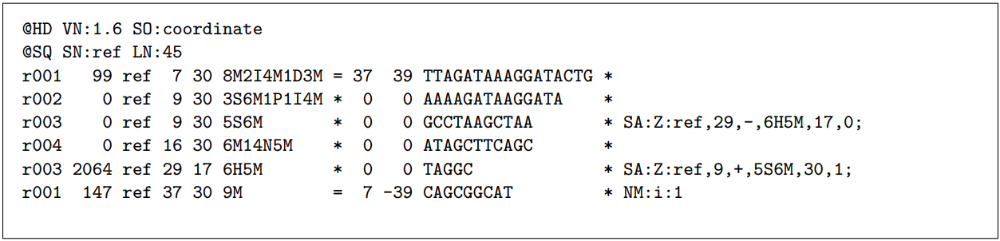 @HD VN:1.6 SO:coordinate
@SQ SN:ref LN:45
r001   99 ref  7 30 8M2I4M1D3M = 37  39 TTAGATAAAGGATACTG *
r002    0 ref  9 30 3S6M1P1I4M *  0   0 AAAAGATAAGGATA    *
r003    0 ref  9 30 5S6M       *  0   0 GCCTAAGCTAA       * SA:Z:ref,29,-,6H5M,17,0;
r004    0 ref 16 30 6M14N5M    *  0   0 ATAGCTTCAGC       *
r003 2064 ref 29 17 6H5M       *  0   0 TAGGC             * SA:Z:ref,9,+,5S6M,30,1;
r001  147 ref 37 30 9M         =  7 -39 CAGCGGCAT         * NM:i:1